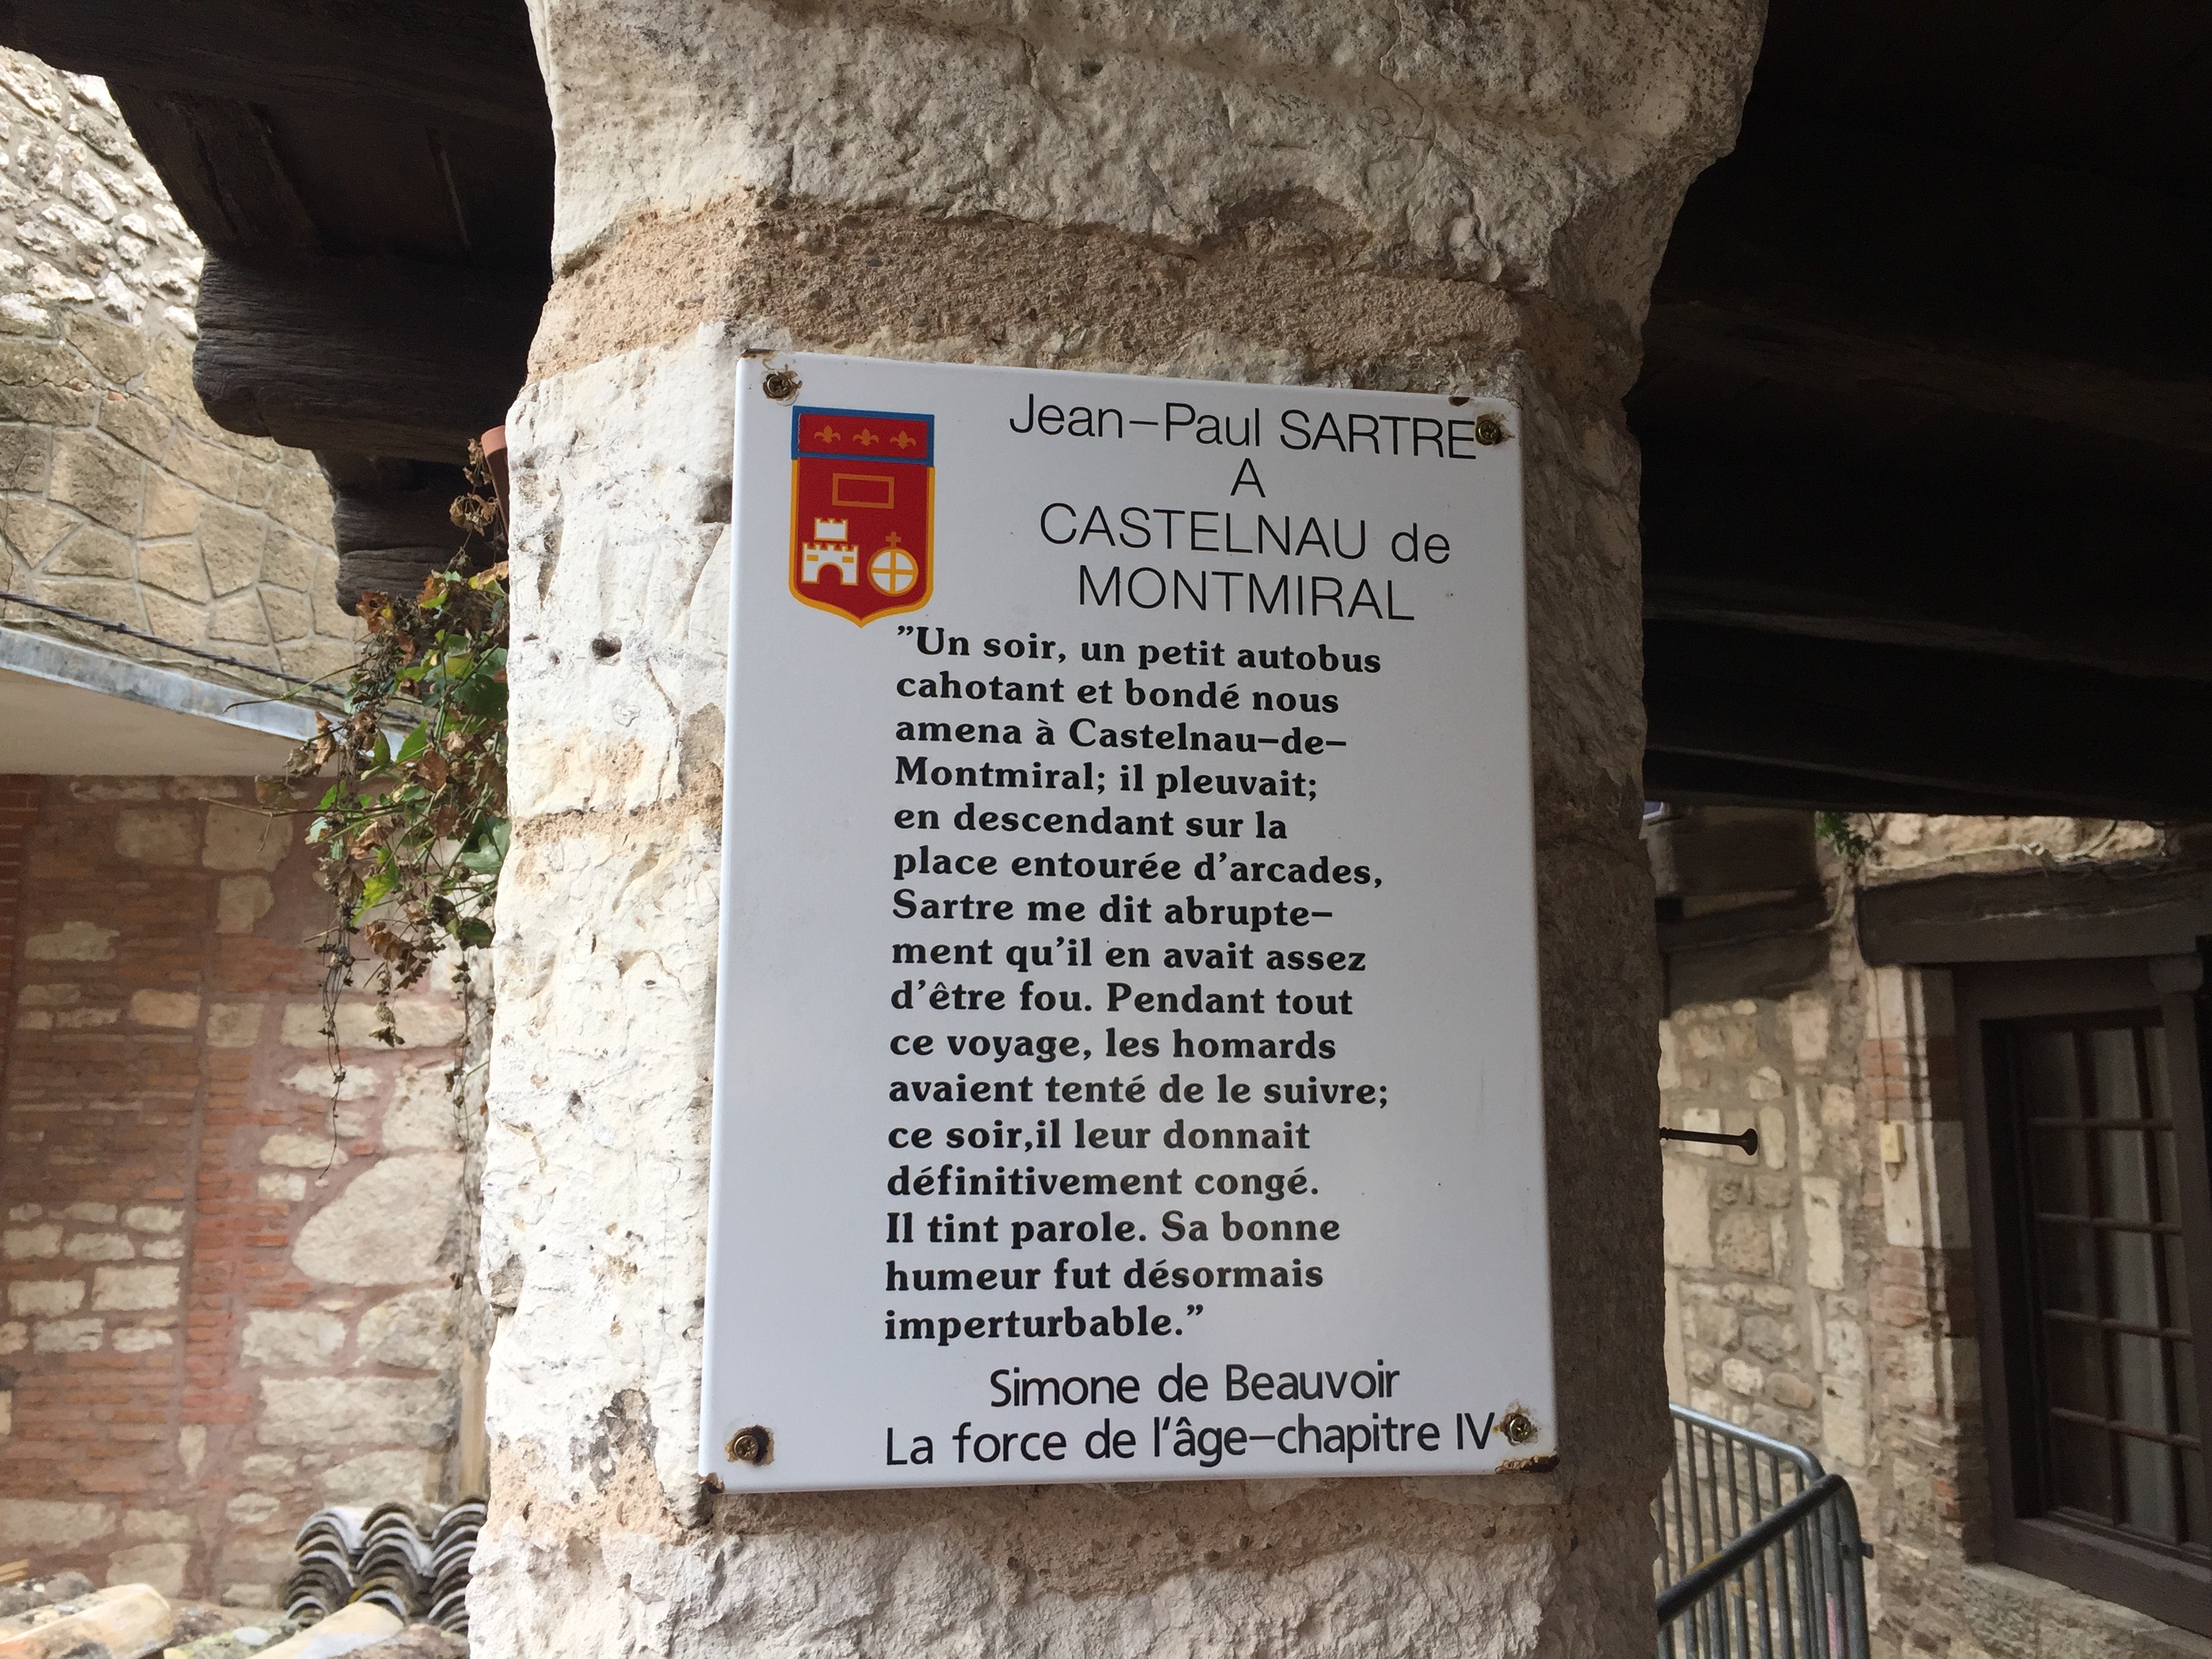 Jean-Paul SARTRE
A
CASTELNAU de
MONTMIRAL
"Un soir, un petit autobus
cahotant et bondé nous
amena à Castelnau-de-
Montmiral; il pleuvait;
en descendant sur la
place entourée d'arcades,
Sartre me dit abrupte-
ment qu'il en avait assez
d'être fou. Pendant tout
ce voyage, les homards
avaient tenté de le suivre;
ce soir,il leur donnait
définitivement congé.
Il tint parole. Sa bonne
humeur fut désormais
imperturbable."
Simone de Beauvoir
La force de l'âge-chapitre IV